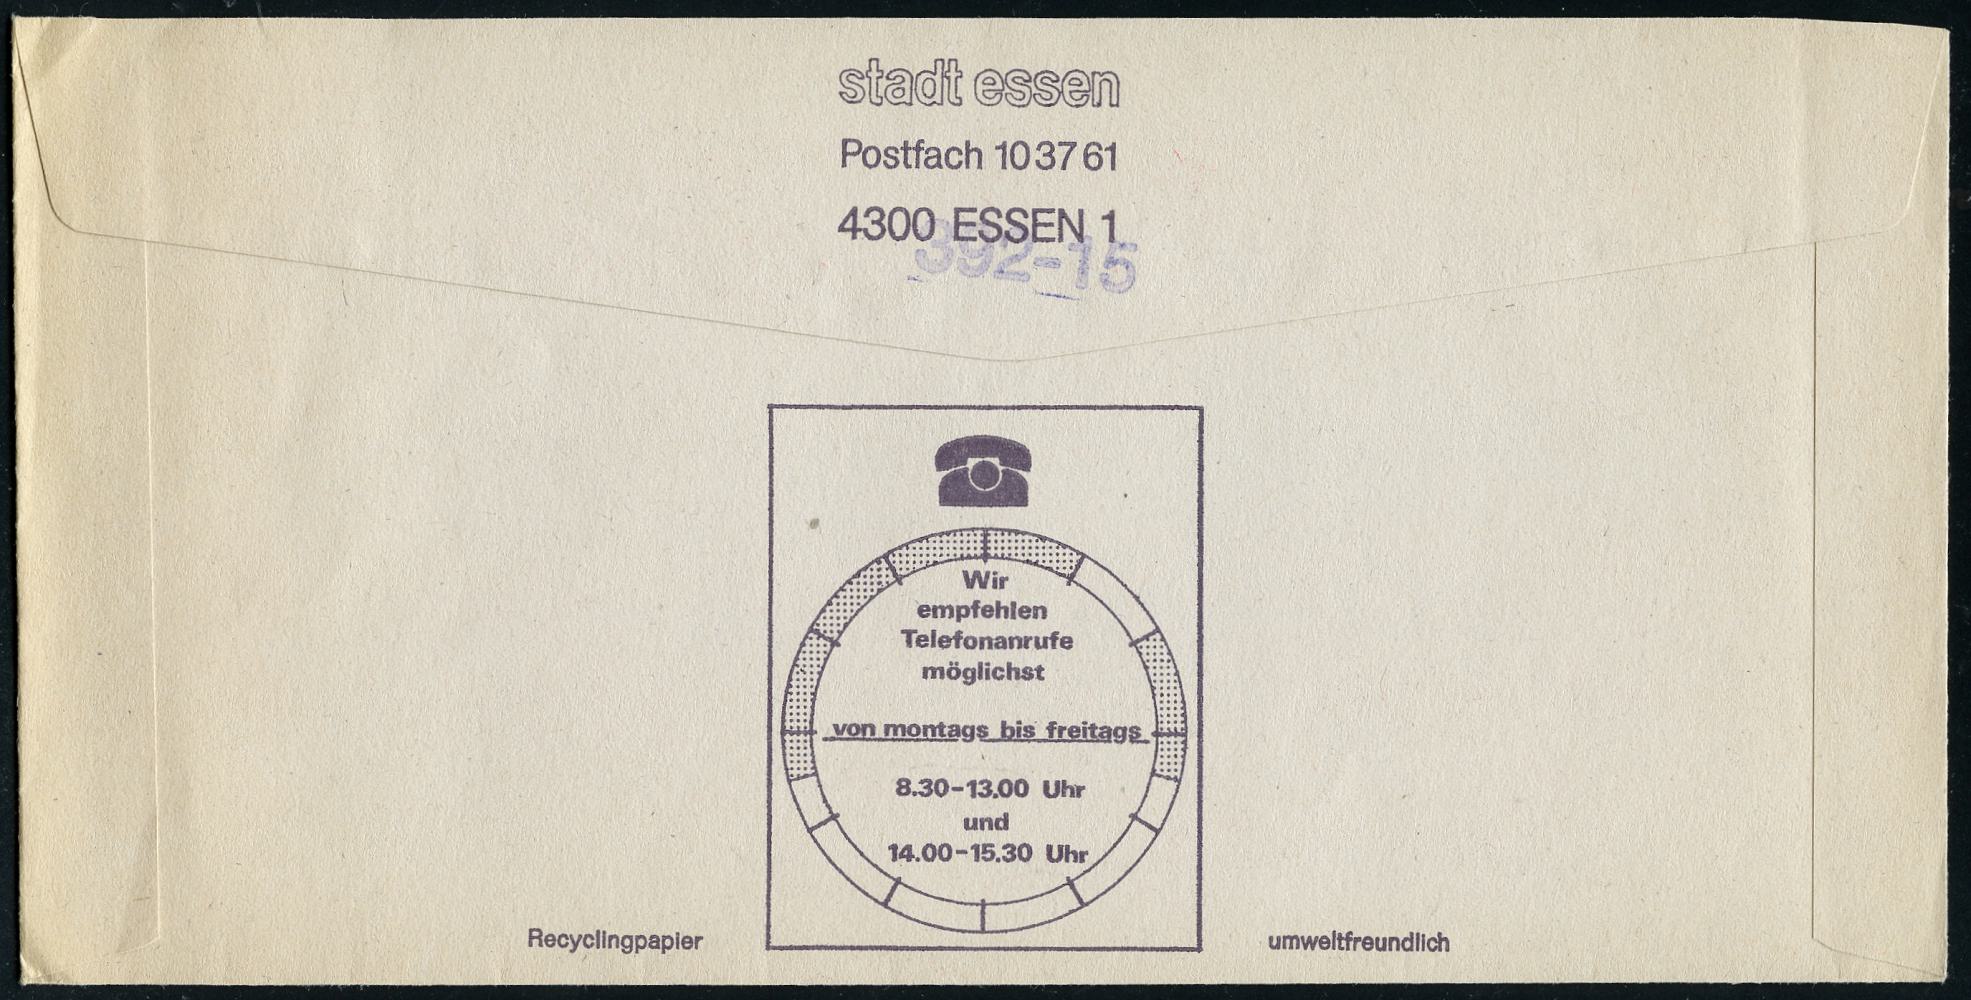 stadt essen
Postfach 10 37 61
4300 ESSEN 1
392-15
Wir
empfehlen
Telefonanrufe
möglichst
von montags bis freitags
8.30-13.00 Uhr
und
14.00-15.30 Uhr
Recyclingpapier
umweltfreundlich